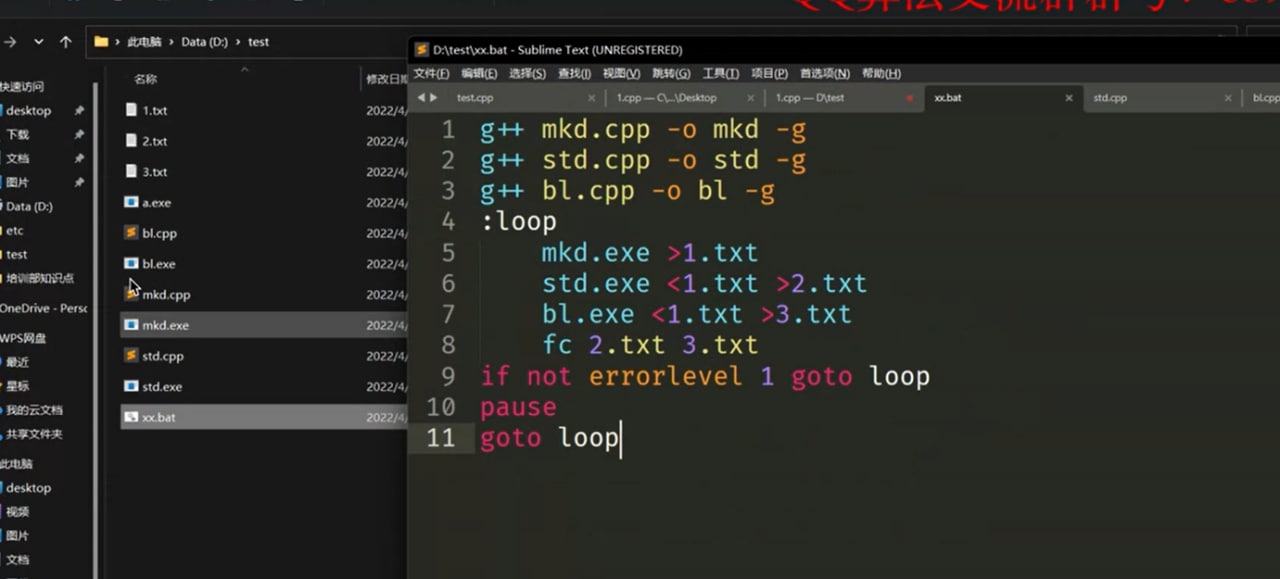 此电脑 › Data (D:) › test
快速访问
desktop
下载
文档
图片
Data (D:)
etc
test
培训部知识点
OneDrive - Perso
WPS网盘
最近
星标
我的云文档
共享文件夹
此电脑
desktop
视频
图片
文档
名称 修改日期
1.txt 2022/4/
2.txt 2022/4/
3.txt 2022/4/
a.exe 2022/4/
bl.cpp 2022/4/
bl.exe 2022/4/
mkd.cpp 2022/4/
mkd.exe 2022/4/
std.cpp 2022/4/
std.exe 2022/4/
xx.bat 2022/4/
D:\test\xx.bat - Sublime Text (UNREGISTERED)
文件(F) 编辑(E) 选择(S) 查找(I) 视图(V) 跳转(G) 工具(T) 项目(P) 首选项(N) 帮助(H)
test.cpp 1.cpp — C\...\Desktop 1.cpp — D\test xx.bat std.cpp bl.cpp
1 g++ mkd.cpp -o mkd -g
2 g++ std.cpp -o std -g
3 g++ bl.cpp -o bl -g
4 :loop
5 mkd.exe >1.txt
6 std.exe <1.txt >2.txt
7 bl.exe <1.txt >3.txt
8 fc 2.txt 3.txt
9 if not errorlevel 1 goto loop
10 pause
11 goto loop